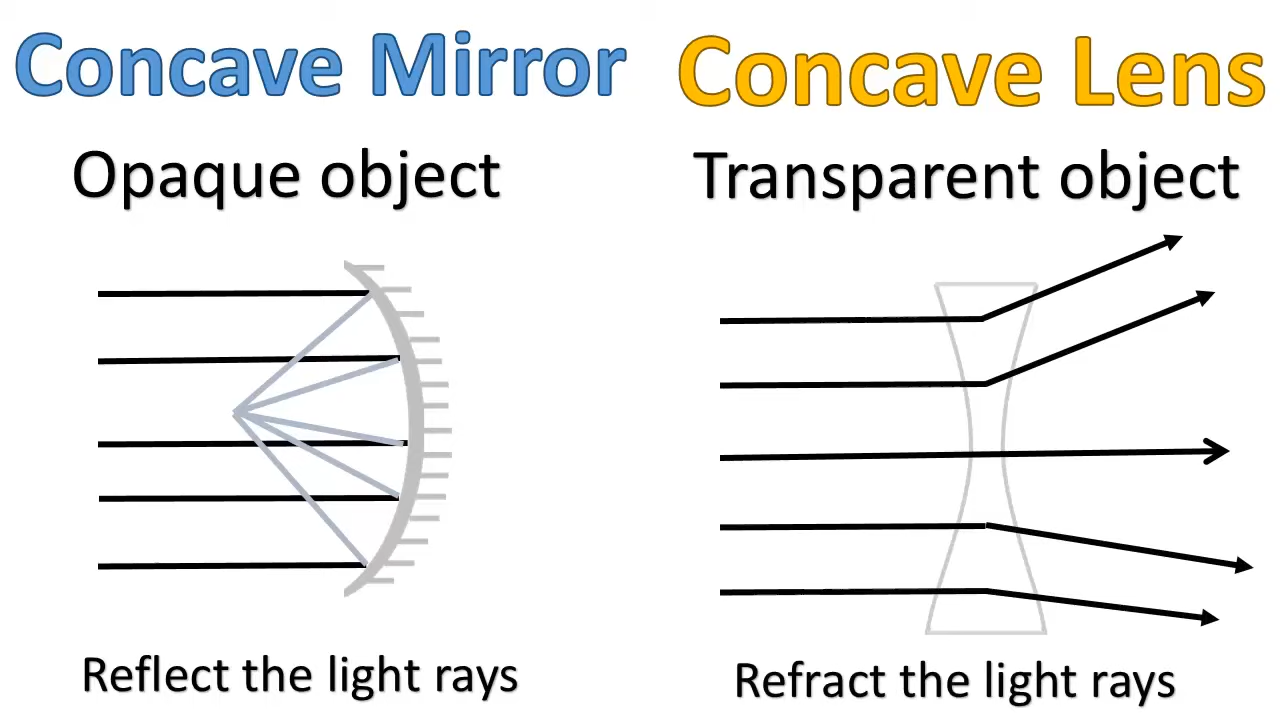 Concave Mirror
Opaque object
Reflect the light rays
Concave Lens
Transparent object
Refract the light rays